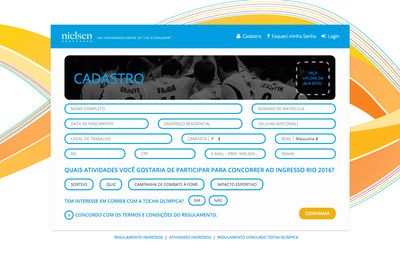 nielsen
AN UNCOMMON SENSE OF THE CONSUMER™
Cadastro ? Esqueci minha Senha Login
CADASTRO
FAÇA
UPLOAD DA
SUA FOTO
NOME COMPLETO NÚMERO DE MATRÍCULA
DATA DE NASCIMENTO ENDEREÇO RESIDENCIAL CELULAR
LOCAL DE TRABALHO CAMISETA P SEXO Masculino
RG CPF E-MAIL - PREF. NIELSEN SENHA
QUAIS ATIVIDADES VOCÊ GOSTARIA DE PARTICIPAR PARA CONCORRER AO INGRESSO RIO 2016?
SORTEIO QUIZ CAMPANHA DE COMBATE À FOME IMPACTO ESPORTIVO
TEM INTERESSE EM CORRER COM A TOCHA OLÍMPICA? SIM NÃO
CONCORDO COM OS TERMOS E CONDIÇÕES DO REGULAMENTO.
CONFIRMAR
REGULAMENTO INGRESSOS | ATIVIDADES INGRESSOS | REGULAMENTO CONCURSO TOCHA OLÍMPICA